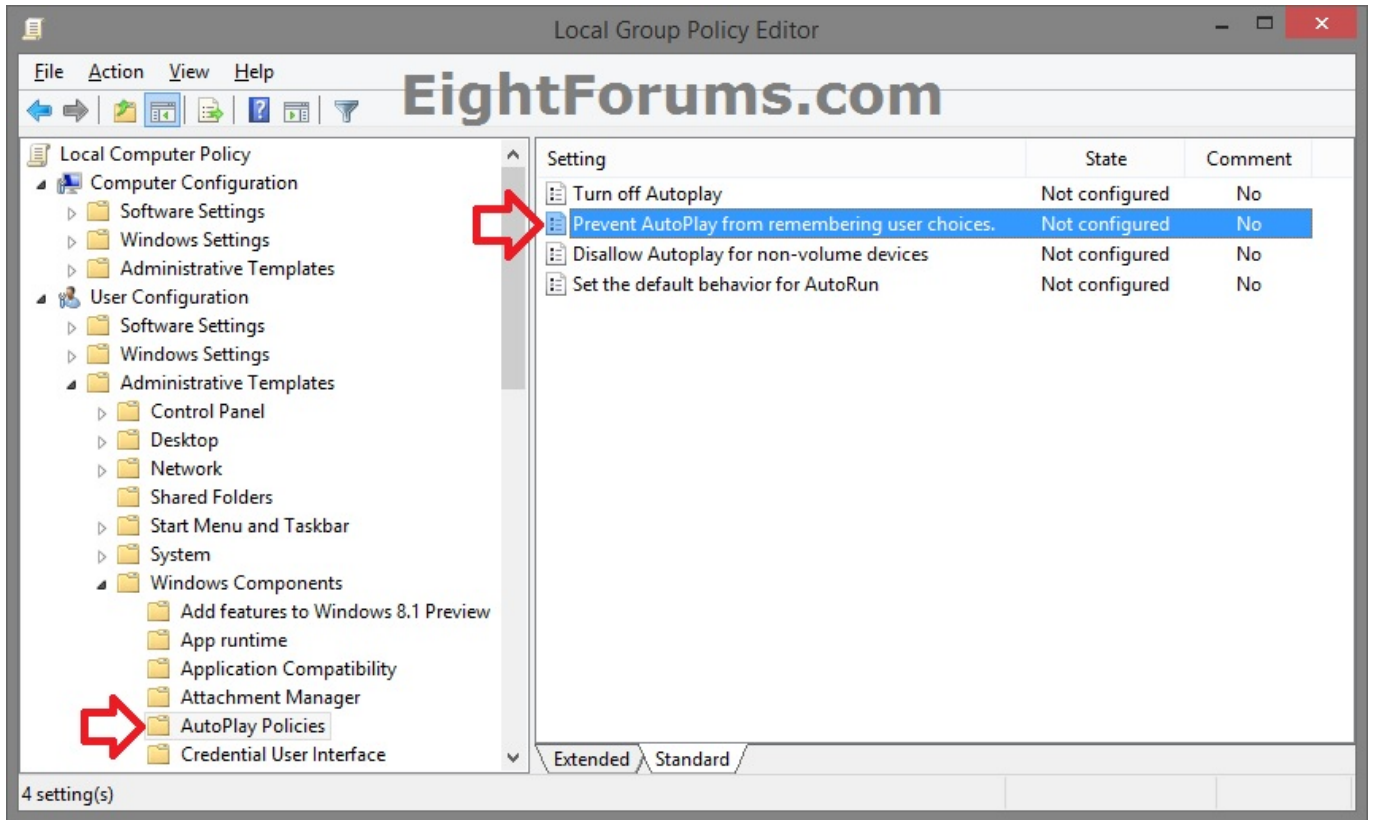 Local Group Policy Editor
File Action View Help
EightForums.com
Local Computer Policy
Computer Configuration
Software Settings
Windows Settings
Administrative Templates
User Configuration
Software Settings
Windows Settings
Administrative Templates
Control Panel
Desktop
Network
Shared Folders
Start Menu and Taskbar
System
Windows Components
Add features to Windows 8.1 Preview
App runtime
Application Compatibility
Attachment Manager
AutoPlay Policies
Credential User Interface
Setting State Comment
Turn off Autoplay Not configured No
Prevent AutoPlay from remembering user choices. Not configured No
Disallow Autoplay for non-volume devices Not configured No
Set the default behavior for AutoRun Not configured No
Extended Standard
4 setting(s)